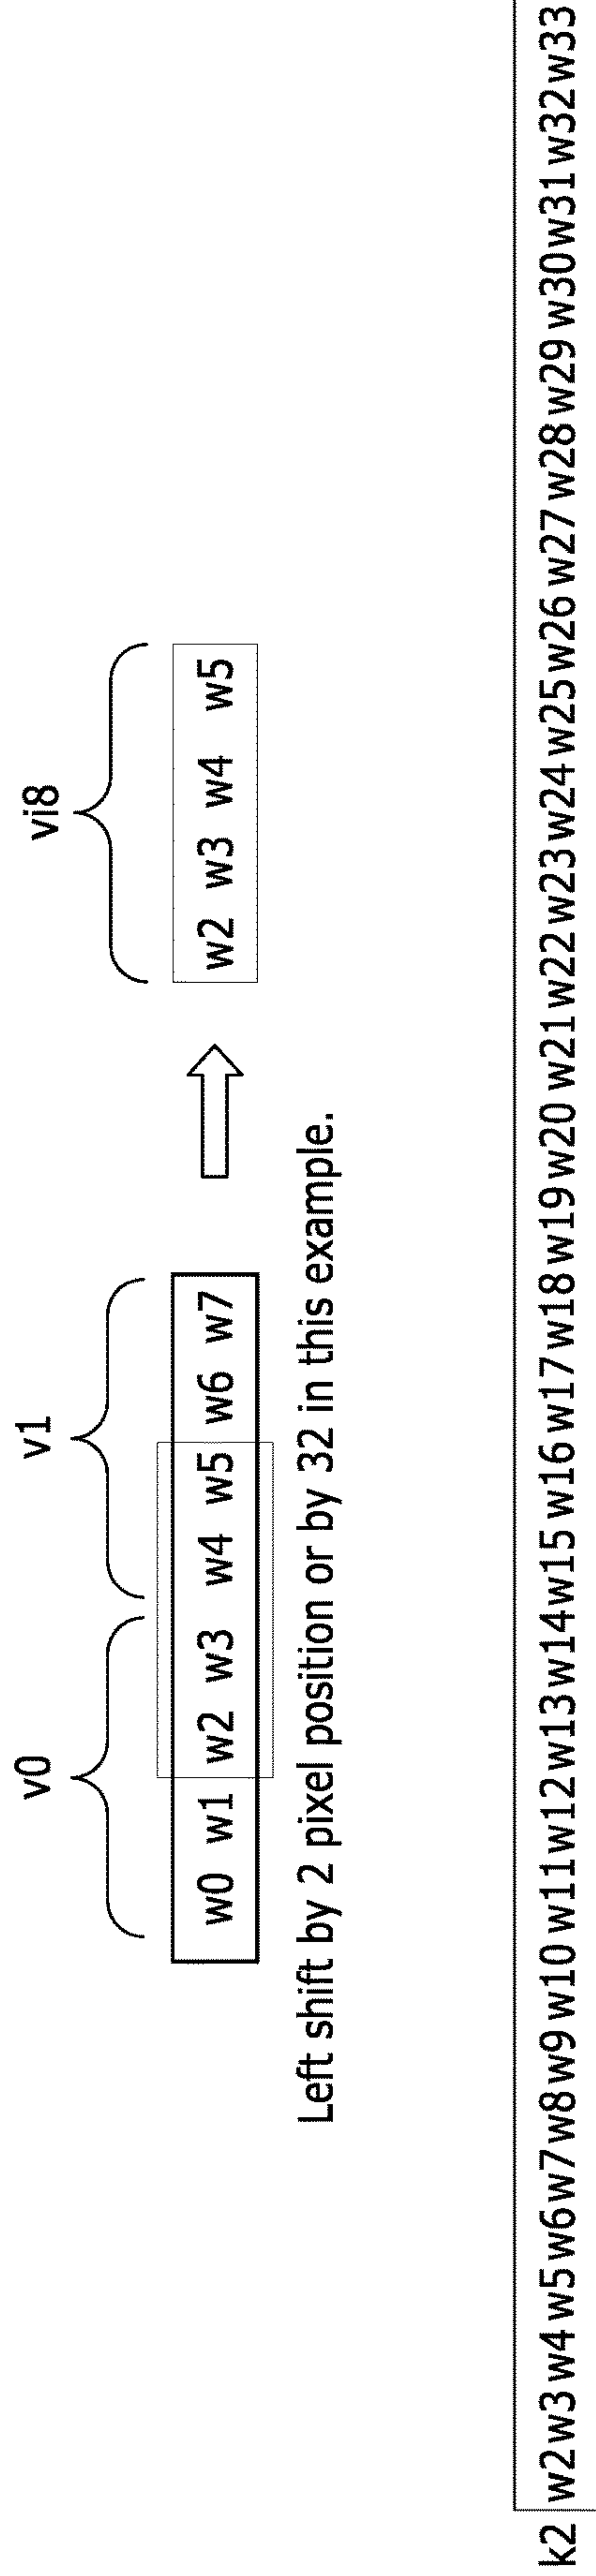 v0 v1 vi8
w0 w1 w2 w3 w4 w5 w6 w7 w2 w3 w4 w5
Left shift by 2 pixel position or by 32 in this example.
k2 w2 w3 w4 w5 w6 w7 w8 w9 w10 w11 w12 w13 w14 w15 w16 w17 w18 w19 w20 w21 w22 w23 w24 w25 w26 w27 w28 w29 w30 w31 w32 w33